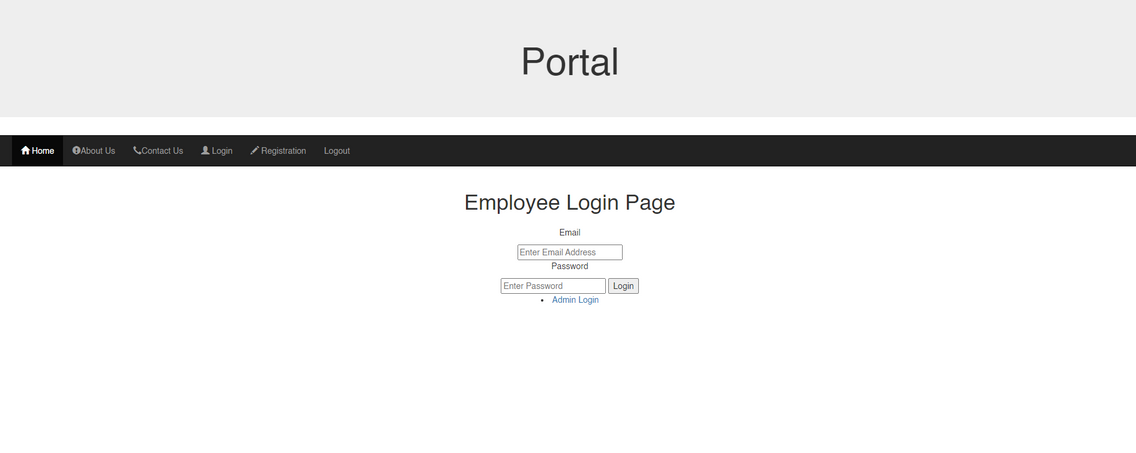 Portal
Home About Us Contact Us Login Registration Logout
Employee Login Page
Email
Enter Email Address
Password
Enter Password Login
• Admin Login